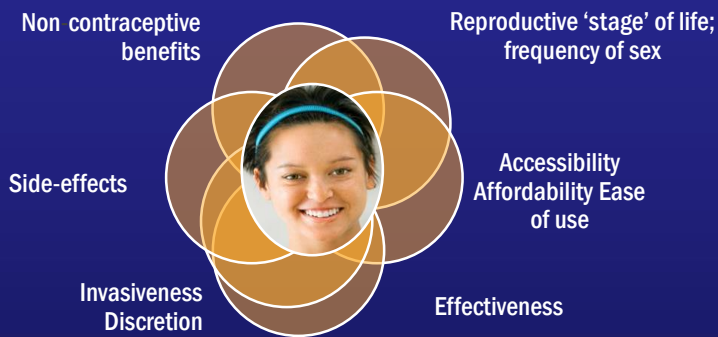 Non-contraceptive
benefits
Reproductive ‘stage’ of life;
frequency of sex
Side-effects
Accessibility
Affordability Ease
of use
Invasiveness
Discretion
Effectiveness